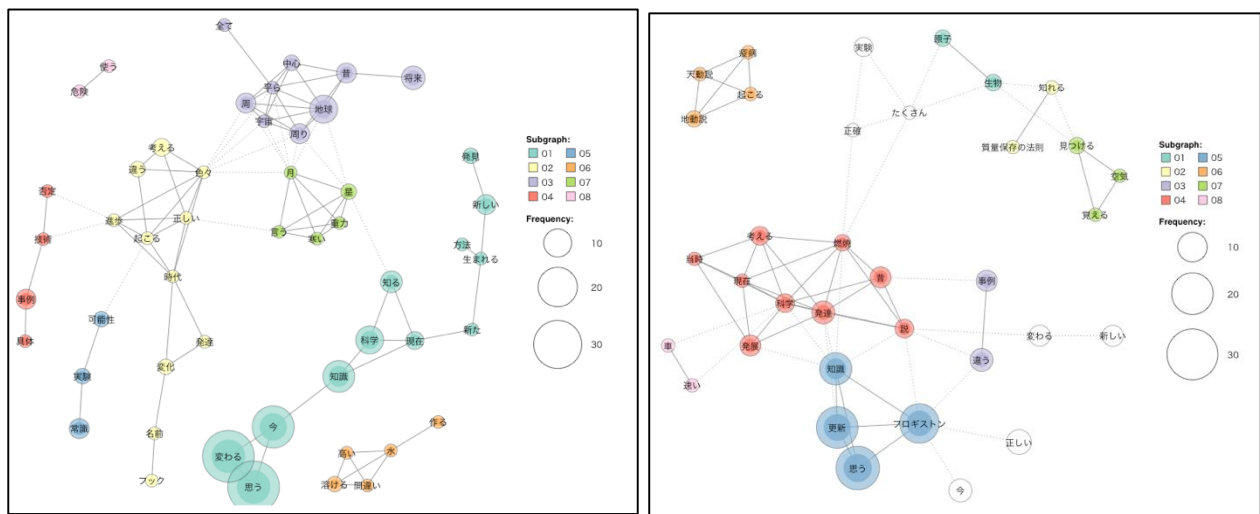 全て
使う
危険
中心
昔
将来
平ら
周
地球
宇宙
周り
考える
違う
色々
月
星
否定
進歩
正しい
起こる
言う
寒い
重力
技術
時代
事例
具体
可能性
実験
常識
発達
変化
名前
フック
発見
新しい
方法
生まれる
知る
科学
現在
新た
知識
今
変わる
思う
作る
高い
水
溶ける
間違い
Subgraph:
01 05
02 06
03 07
04 08
Frequency:
10
20
30
疫病
天動説
起こる
地動説
実験
原子
生物
たくさん
正確
知れる
質量保存の法則
見つける
空気
覚える
考える
燃焼
当時
現在
昔
科学
発達
説
発展
事例
違う
変わる
新しい
車
速い
知識
更新
フロギストン
思う
正しい
今
Subgraph:
01 05
02 06
03 07
04 08
Frequency:
10
20
30